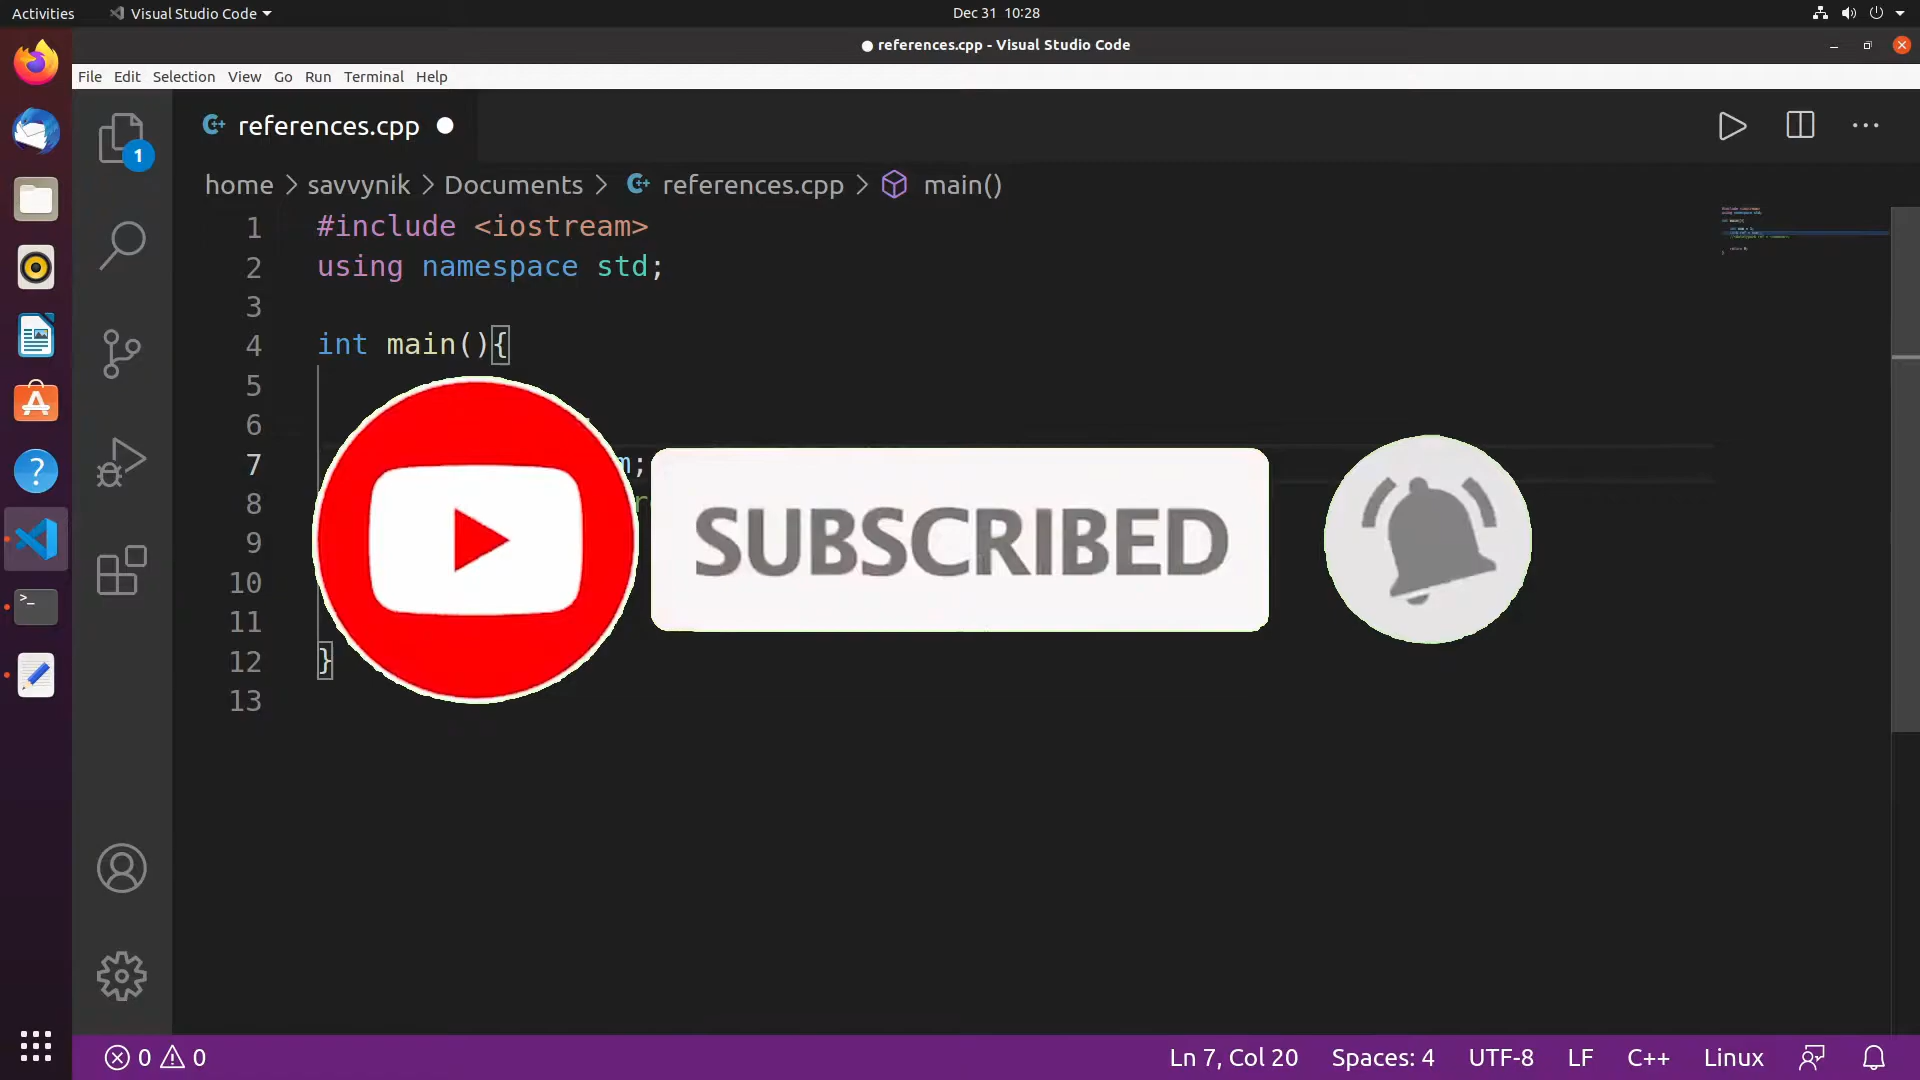 Activities Visual Studio Code Dec 31 10:28
references.cpp - Visual Studio Code
File Edit Selection View Go Run Terminal Help
1
references.cpp
home > savvynik > Documents > references.cpp > main()
1 #include <iostream>
2 using namespace std;
3
4 int main(){
5
6
7 m;
8
9
10
11
12 }
13
SUBSCRIBED
0 0 Ln 7, Col 20 Spaces: 4 UTF-8 LF C++ Linux